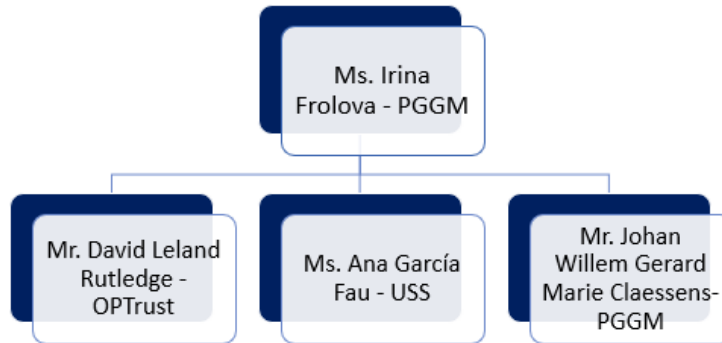 Ms. Irina
Frolova - PGGM
Mr. David Leland
Rutledge -
OPTrust
Ms. Ana García
Fau - USS
Mr. Johan
Willem Gerard
Marie Claessens-
PGGM